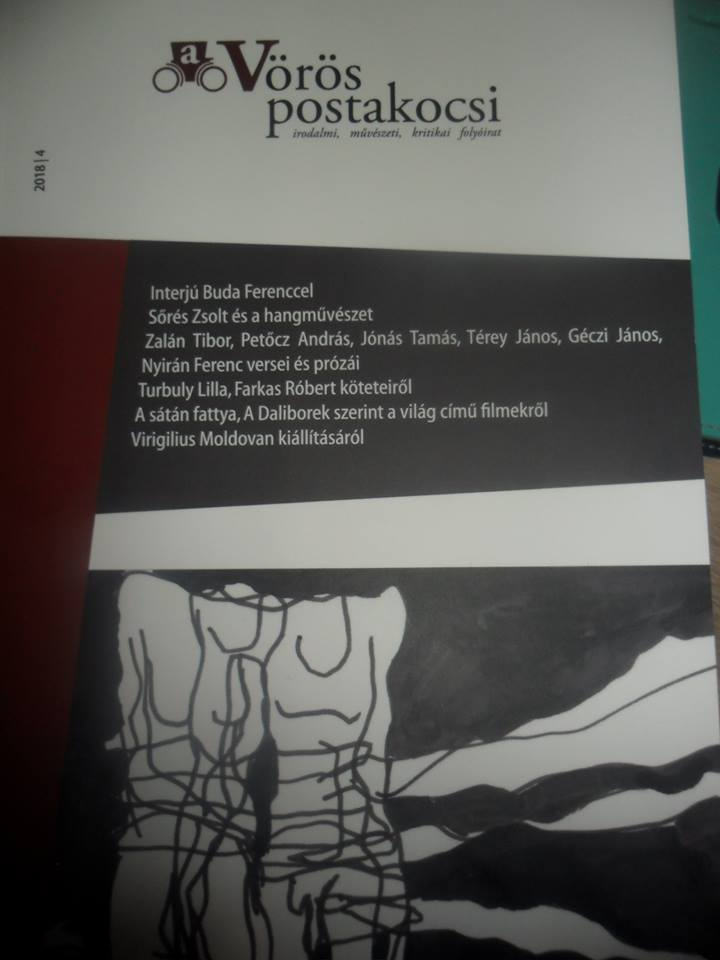 a Vörös
postakocsi
irodalmi, művészeti, kritikai folyóirat
2018 | 4
Interjú Buda Ferenccel
Sőrés Zsolt és a hangművészet
Zalán Tibor, Petőcz András, Jónás Tamás, Térey János, Géczi János,
Nyirán Ferenc versei és prózái
Turbuly Lilla, Farkas Róbert köteteiről
A sátán fattya, A Daliborek szerint a világ című filmekről
Virigilius Moldovan kiállításáról